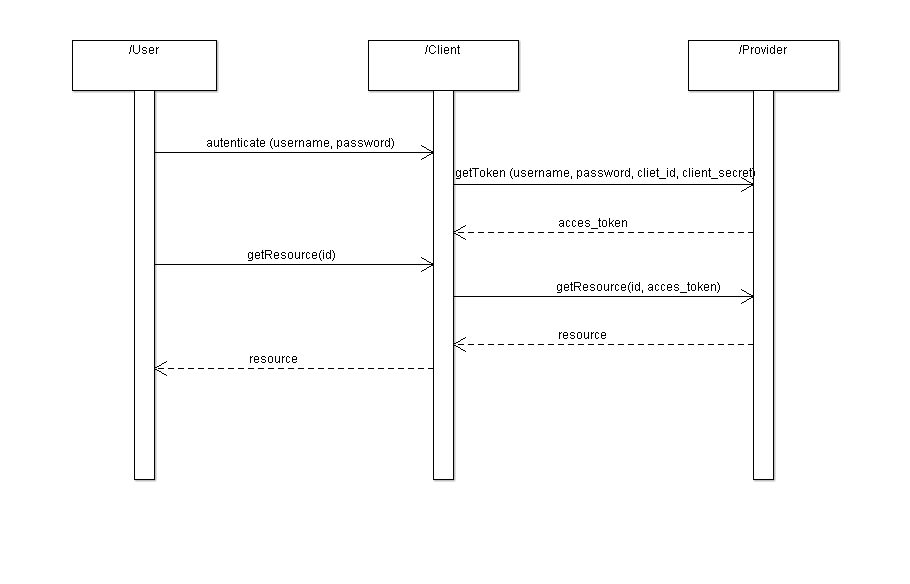 /User
/Client
/Provider
autenticate (username, password)
getToken (username, password, cliet_id, client_secret)
acces_token
getResource(id)
getResource(id, acces_token)
resource
resource